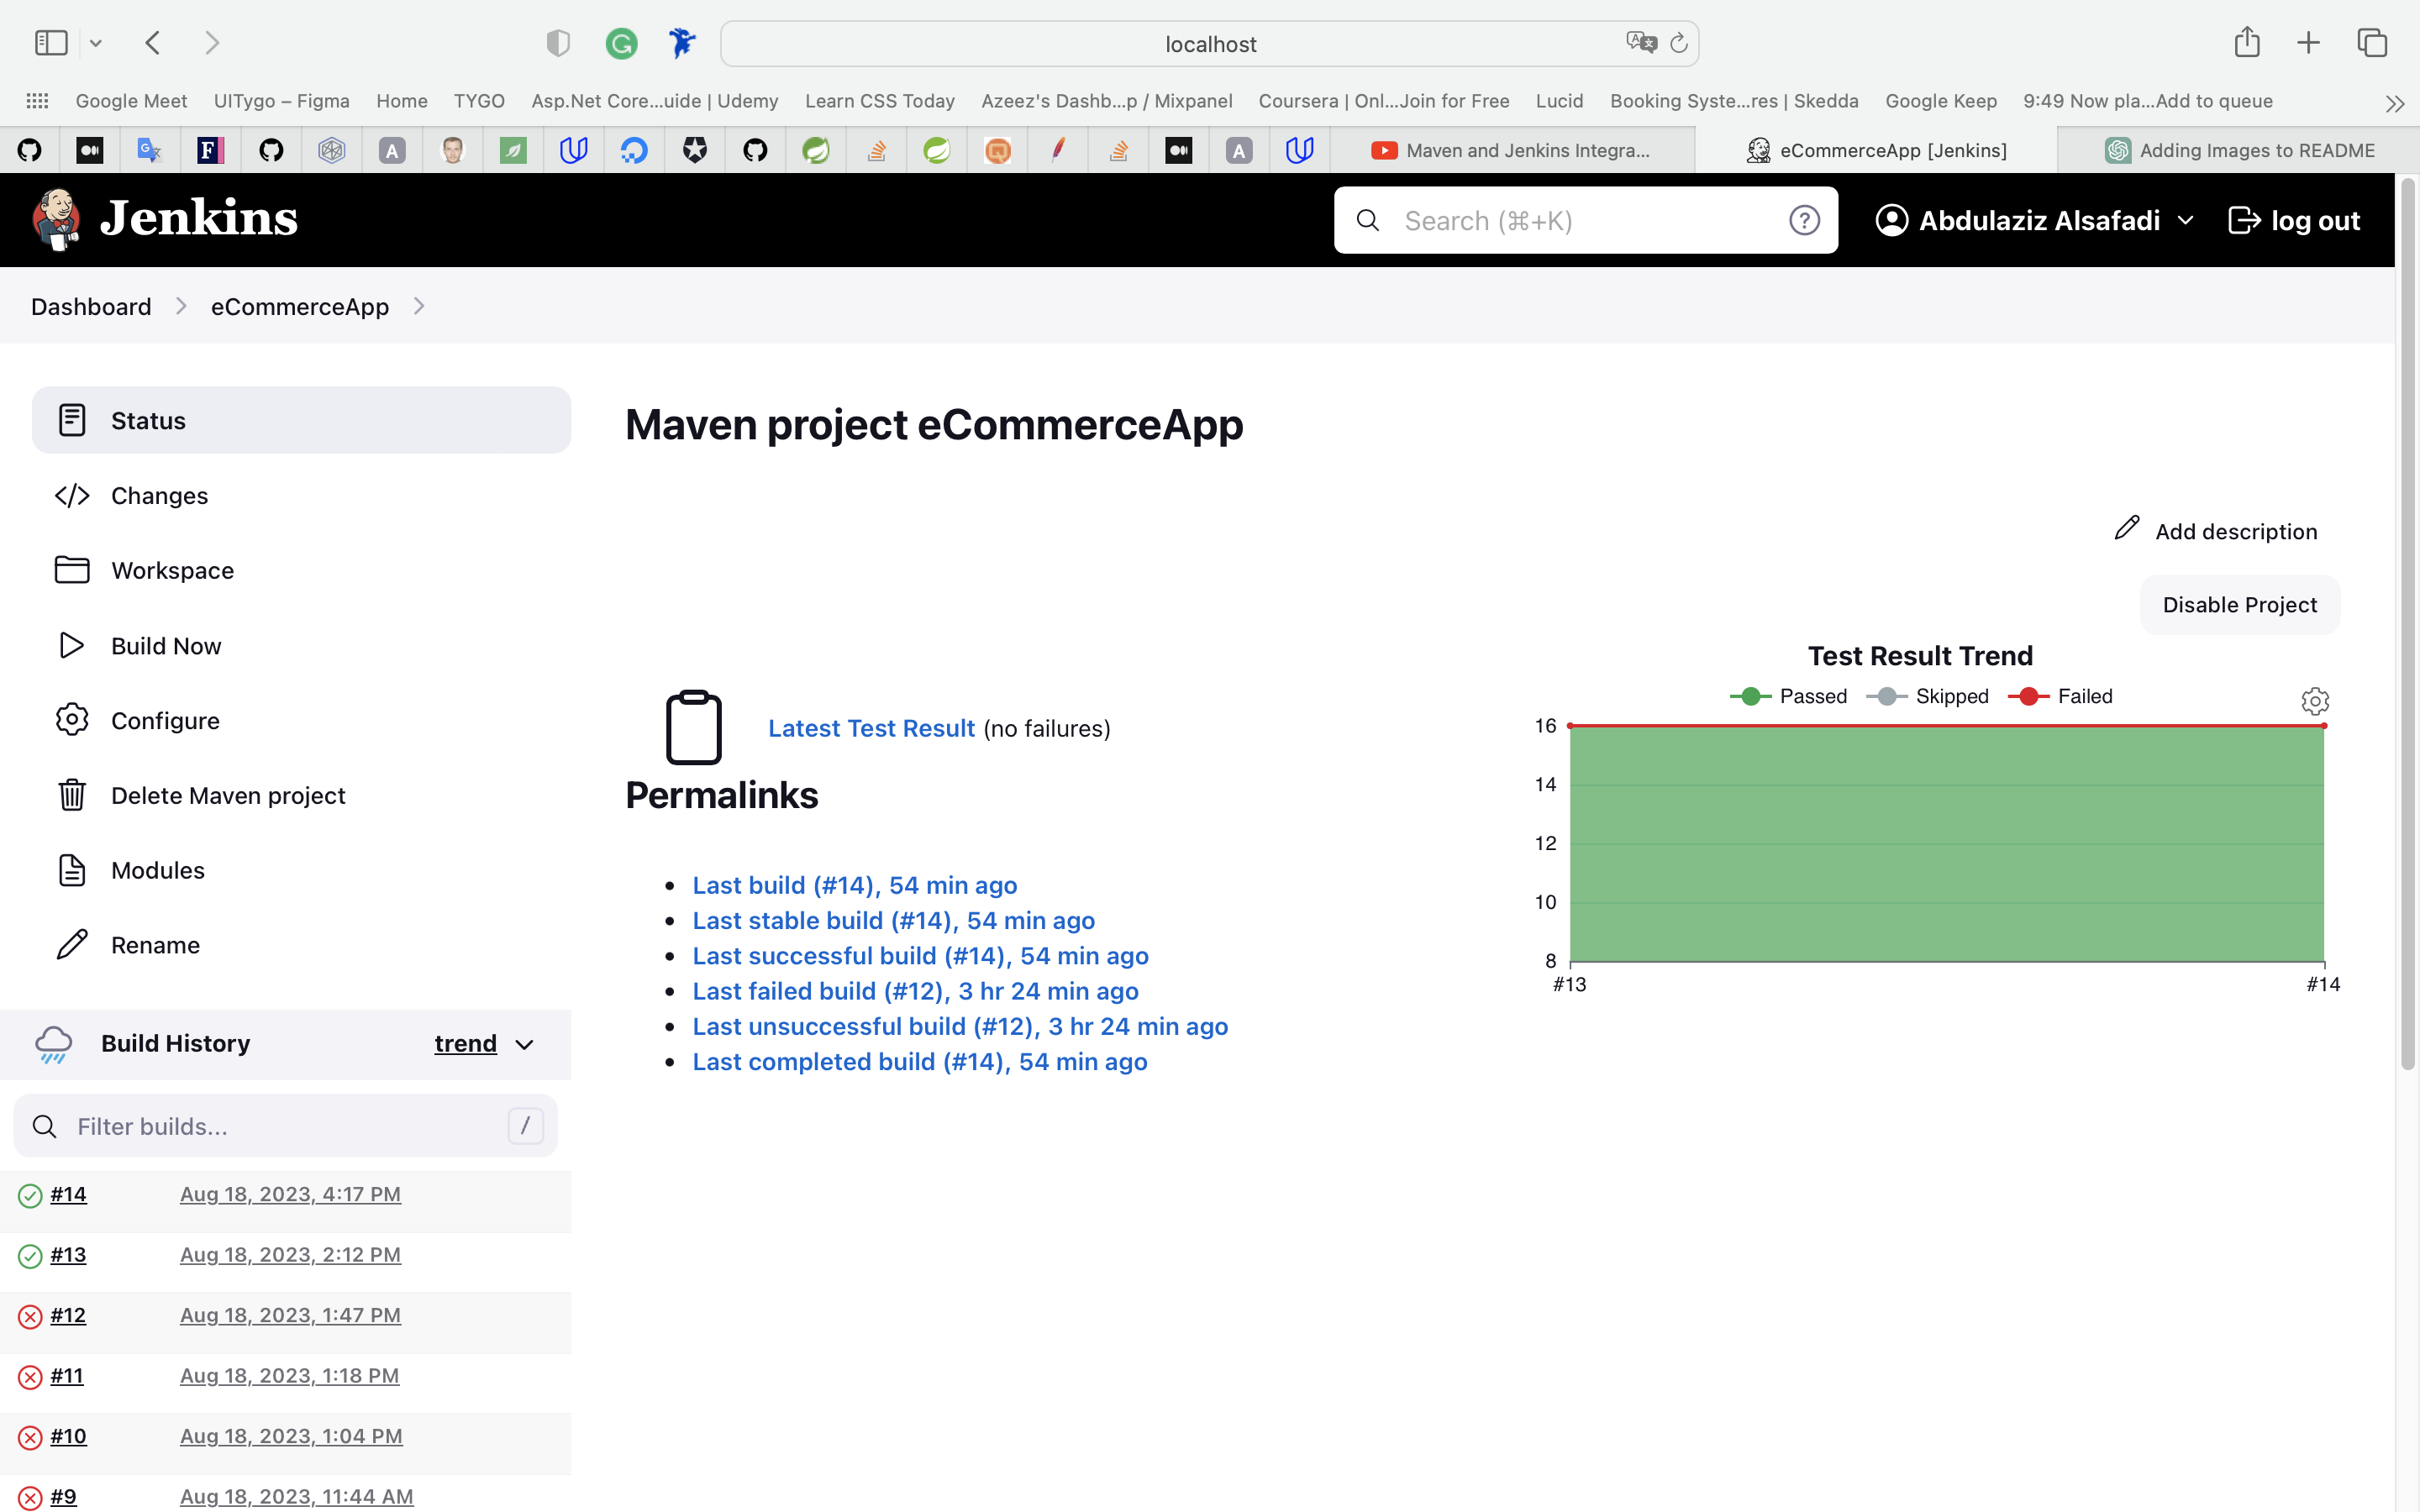 localhost
Google Meet UITygo – Figma Home TYGO Asp.Net Core...uide | Udemy Learn CSS Today Azeez's Dashb...p / Mixpanel Coursera | Onl...Join for Free Lucid Booking Syste...res | Skedda Google Keep 9:49 Now pla...Add to queue
F A A Maven and Jenkins Integra... eCommerceApp [Jenkins] Adding Images to README
Jenkins Search (⌘+K) ? Abdulaziz Alsafadi log out
Dashboard eCommerceApp
Status
Changes
Workspace
Build Now
Configure
Delete Maven project
Modules
Rename
Build History trend
Filter builds... /
#14 Aug 18, 2023, 4:17 PM
#13 Aug 18, 2023, 2:12 PM
#12 Aug 18, 2023, 1:47 PM
#11 Aug 18, 2023, 1:18 PM
#10 Aug 18, 2023, 1:04 PM
#9 Aug 18, 2023, 11:44 AM
Maven project eCommerceApp
Add description
Disable Project
Latest Test Result (no failures)
Permalinks
Last build (#14), 54 min ago
Last stable build (#14), 54 min ago
Last successful build (#14), 54 min ago
Last failed build (#12), 3 hr 24 min ago
Last unsuccessful build (#12), 3 hr 24 min ago
Last completed build (#14), 54 min ago
Test Result Trend
Passed Skipped Failed
16
14
12
10
8
#13 #14